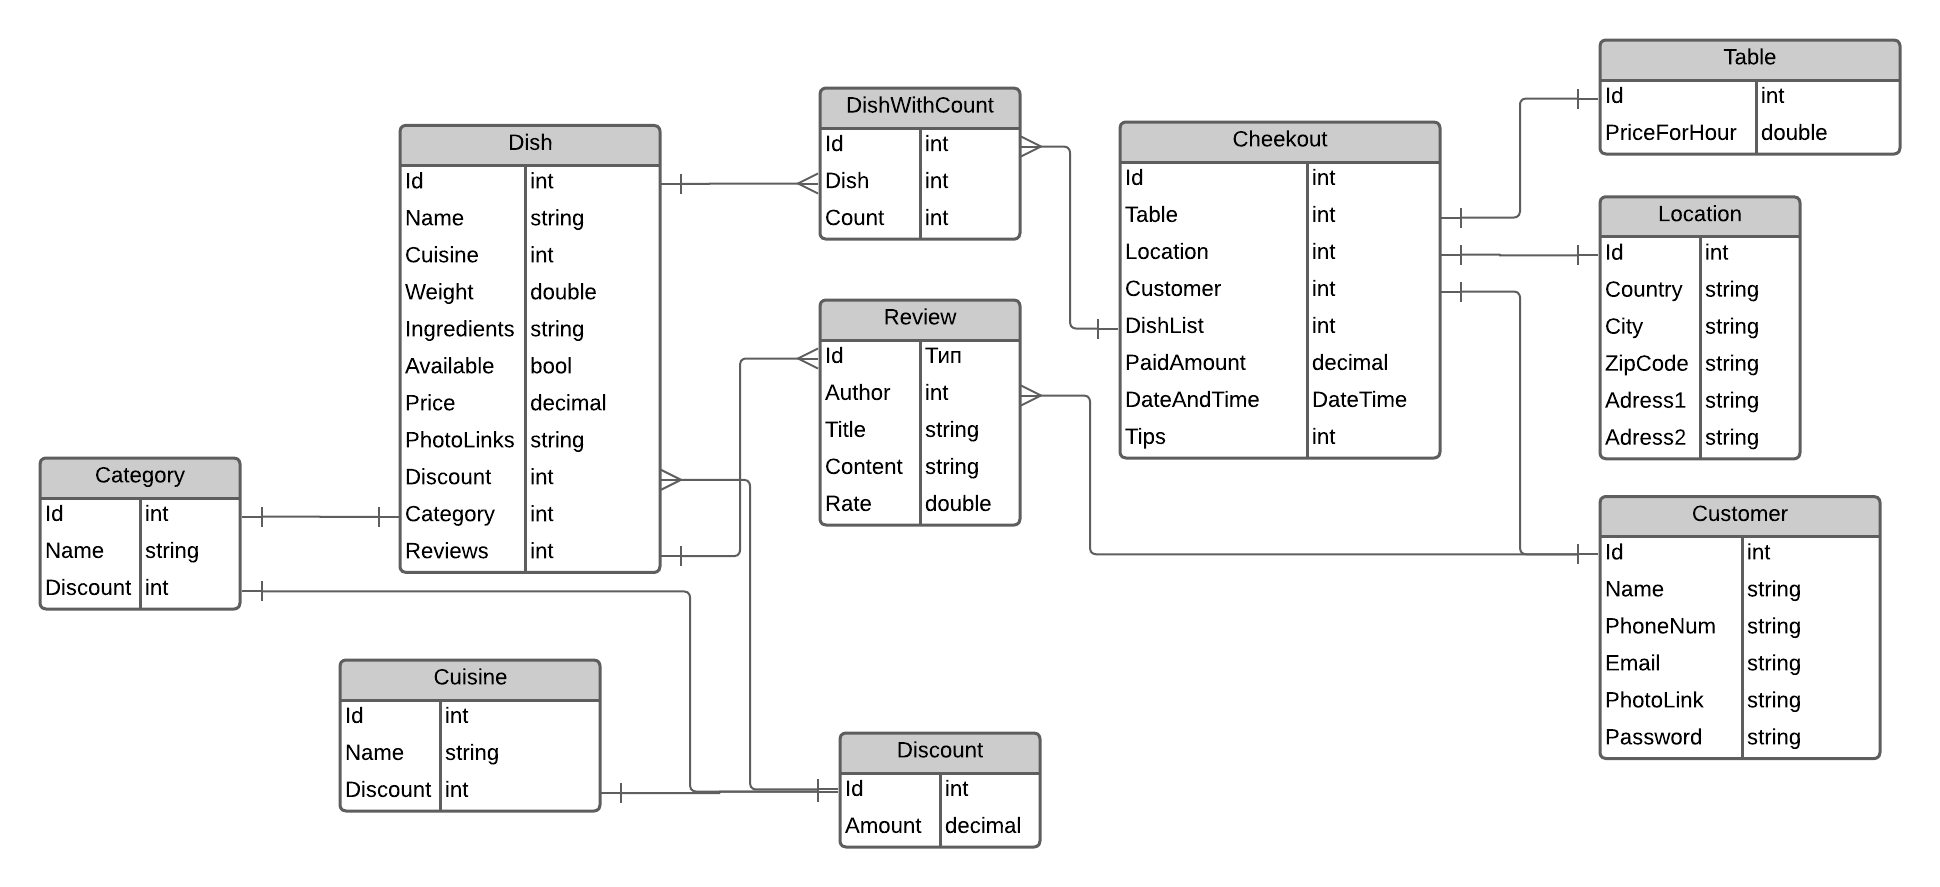 Dish
Id int
Name string
Cuisine int
Weight double
Ingredients string
Available bool
Price decimal
PhotoLinks string
Discount int
Category int
Reviews int
DishWithCount
Id int
Dish int
Count int
Review
Id Тип
Author int
Title string
Content string
Rate double
Cheekout
Id int
Table int
Location int
Customer int
DishList int
PaidAmount decimal
DateAndTime DateTime
Tips int
Table
Id int
PriceForHour double
Location
Id int
Country string
City string
ZipCode string
Adress1 string
Adress2 string
Customer
Id int
Name string
PhoneNum string
Email string
PhotoLink string
Password string
Category
Id int
Name string
Discount int
Cuisine
Id int
Name string
Discount int
Discount
Id int
Amount decimal